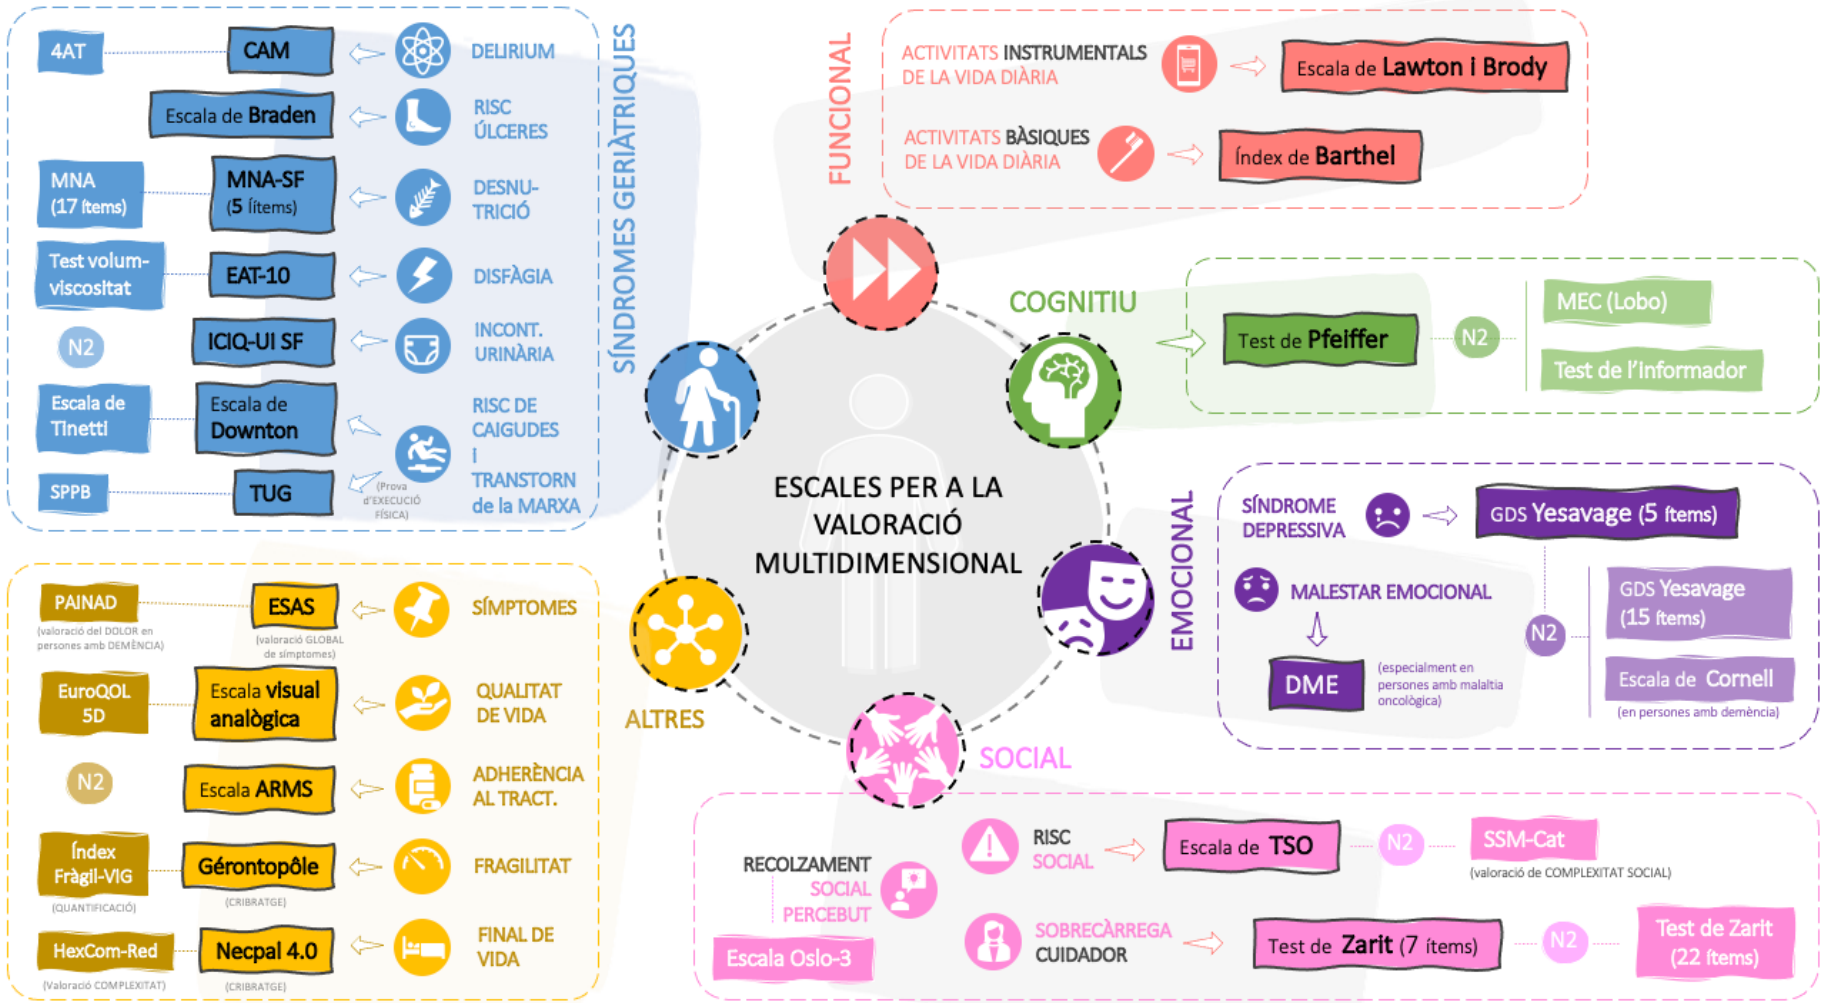 SÍNDROMES GERIÀTRIQUES
4AT
CAM
DELIRIUM
Escala de Braden
RISC
ÚLCERES
MNA
(17 ítems)
MNA-SF
(5 Íítems)
DESNU-
TRICIÓ
Test volum-
viscositat
EAT-10
DISFÀGIA
N2
ICIQ-UI SF
INCONT.
URINÀRIA
Escala de
Tinetti
Escala de
Downton
RISC DE
CAIGUDES
i
TRANSTORN
de la MARXA
SPPB
TUG
(Prova
d'EXECUCIÓ
FÍSICA)
FUNCIONAL
ACTIVITATS INSTRUMENTALS
DE LA VIDA DIÀRIA
Escala de Lawton i Brody
ACTIVITATS BÀSIQUES
DE LA VIDA DIÀRIA
Índex de Barthel
COGNITIU
Test de Pfeiffer
N2
MEC (Lobo)
Test de l'informador
ESCALES PER A LA
VALORACIÓ
MULTIDIMENSIONAL
EMOCIONAL
SÍNDROME
DEPRESSIVA
GDS Yesavage (5 ítems)
MALESTAR EMOCIONAL
DME
(especialment en
persones amb malaltia
oncològica)
N2
GDS Yesavage
(15 ítems)
Escala de Cornell
(en persones amb demència)
ALTRES
PAINAD
(valoració del DOLOR en
persones amb DEMÈNCIA)
ESAS
(valoració GLOBAL
de símptomes)
SÍMPTOMES
EuroQOL
5D
Escala visual
analògica
QUALITAT
DE VIDA
N2
Escala ARMS
ADHERÈNCIA
AL TRACT.
Índex
Fràgil-VIG
(QUANTIFICACIÓ)
Gérontopôle
(CRIBRATGE)
FRAGILITAT
HexCom-Red
(Valoració COMPLEXITAT)
Necpal 4.0
(CRIBRATGE)
FINAL DE
VIDA
SOCIAL
RECOLZAMENT
SOCIAL
PERCEBUT
Escala Oslo-3
RISC
SOCIAL
Escala de TSO
N2
SSM-Cat
(valoració de COMPLEXITAT SOCIAL)
SOBRECÀRREGA
CUIDADOR
Test de Zarit (7 ítems)
N2
Test de Zarit
(22 ítems)